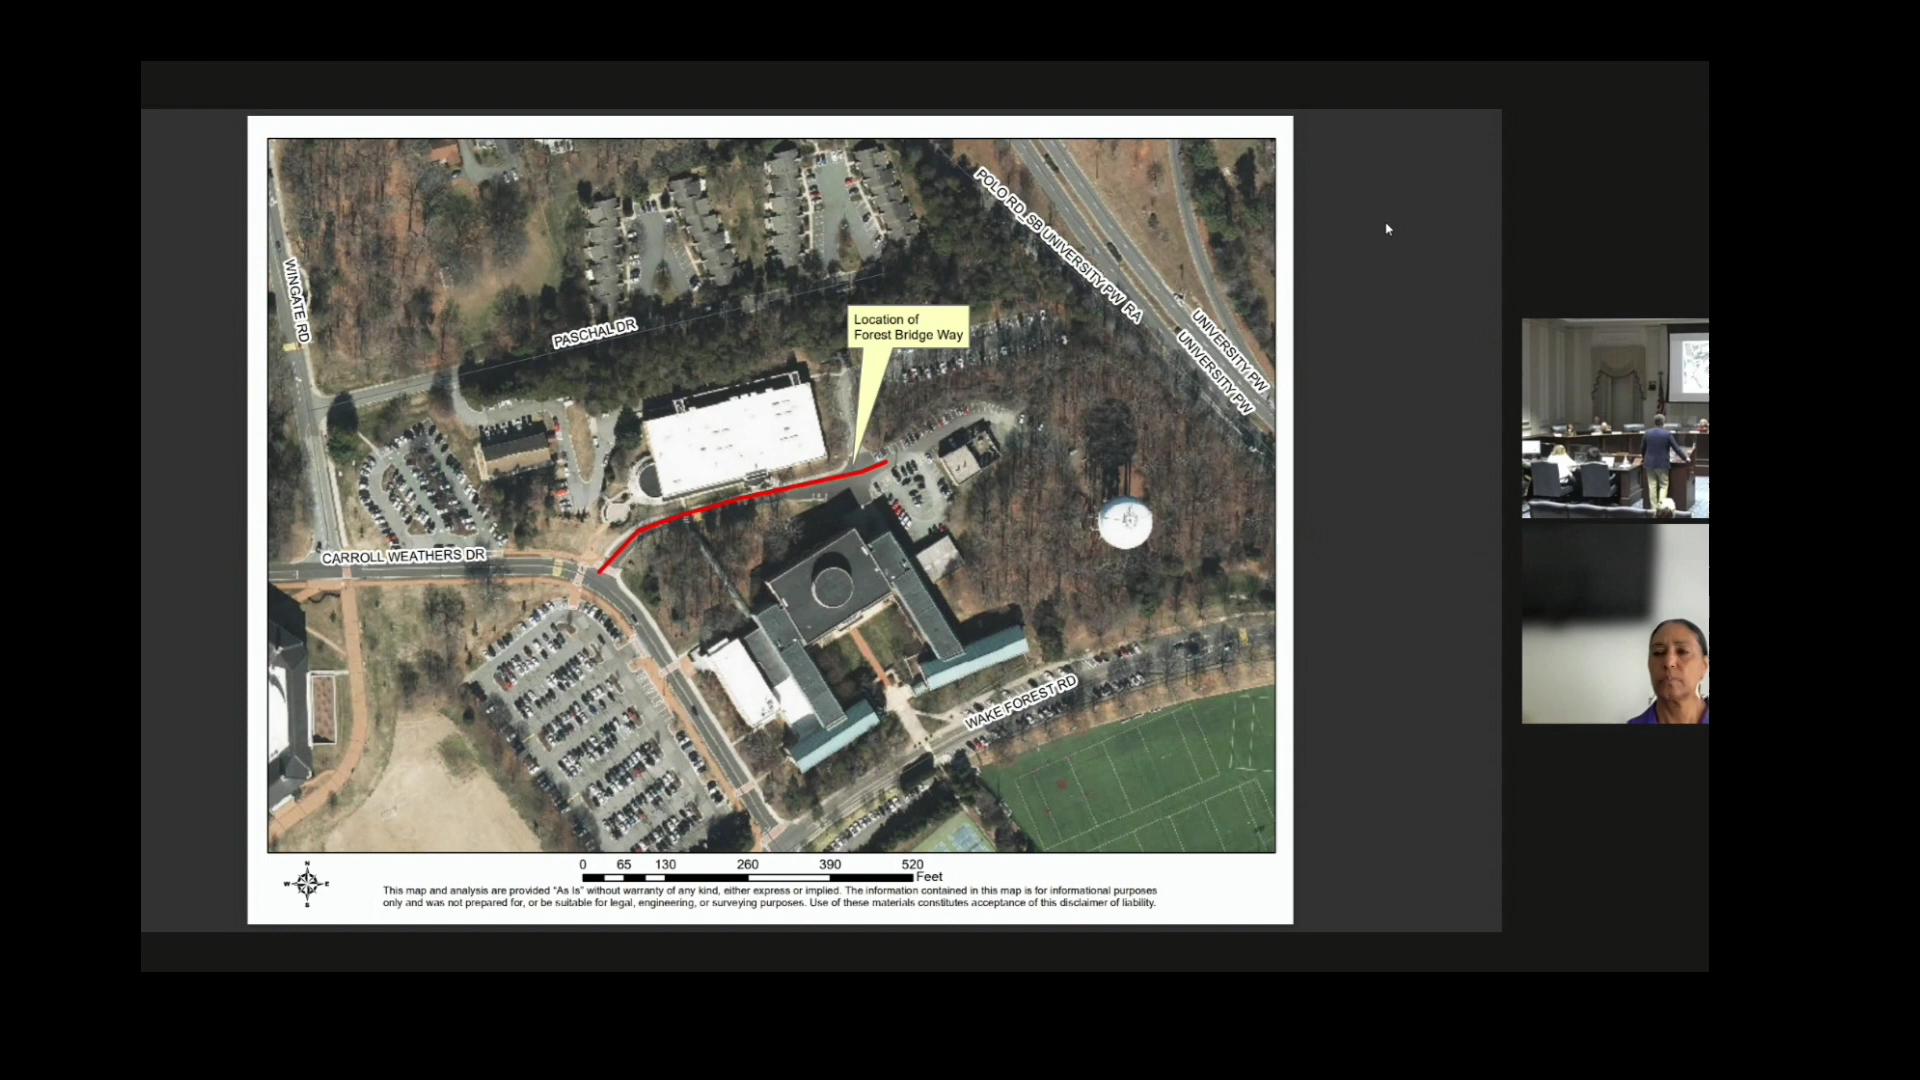 POLO RD_SB UNIVERSITY PW RA
WINGATE RD
UNIVERSITY PW
UNIVERSITY PW
Location of
Forest Bridge Way
PASCHAL DR
CARROLL WEATHERS DR
WAKE FOREST RD
N
W E
S
0 65 130 260 390 520
Feet
This map and analysis are provided "As Is" without warranty of any kind, either express or implied. The information contained in this map is for informational purposes
only and was not prepared for, or be suitable for legal, engineering, or surveying purposes. Use of these materials constitutes acceptance of this disclaimer of liability.